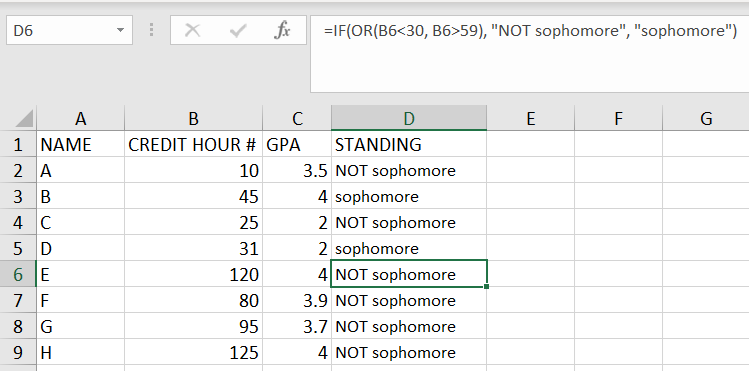 D6 fx =IF(OR(B6<30, B6>59), "NOT sophomore", "sophomore")
A B C D E F G
1 NAME CREDIT HOUR # GPA STANDING
2 A 10 3.5 NOT sophomore
3 B 45 4 sophomore
4 C 25 2 NOT sophomore
5 D 31 2 sophomore
6 E 120 4 NOT sophomore
7 F 80 3.9 NOT sophomore
8 G 95 3.7 NOT sophomore
9 H 125 4 NOT sophomore